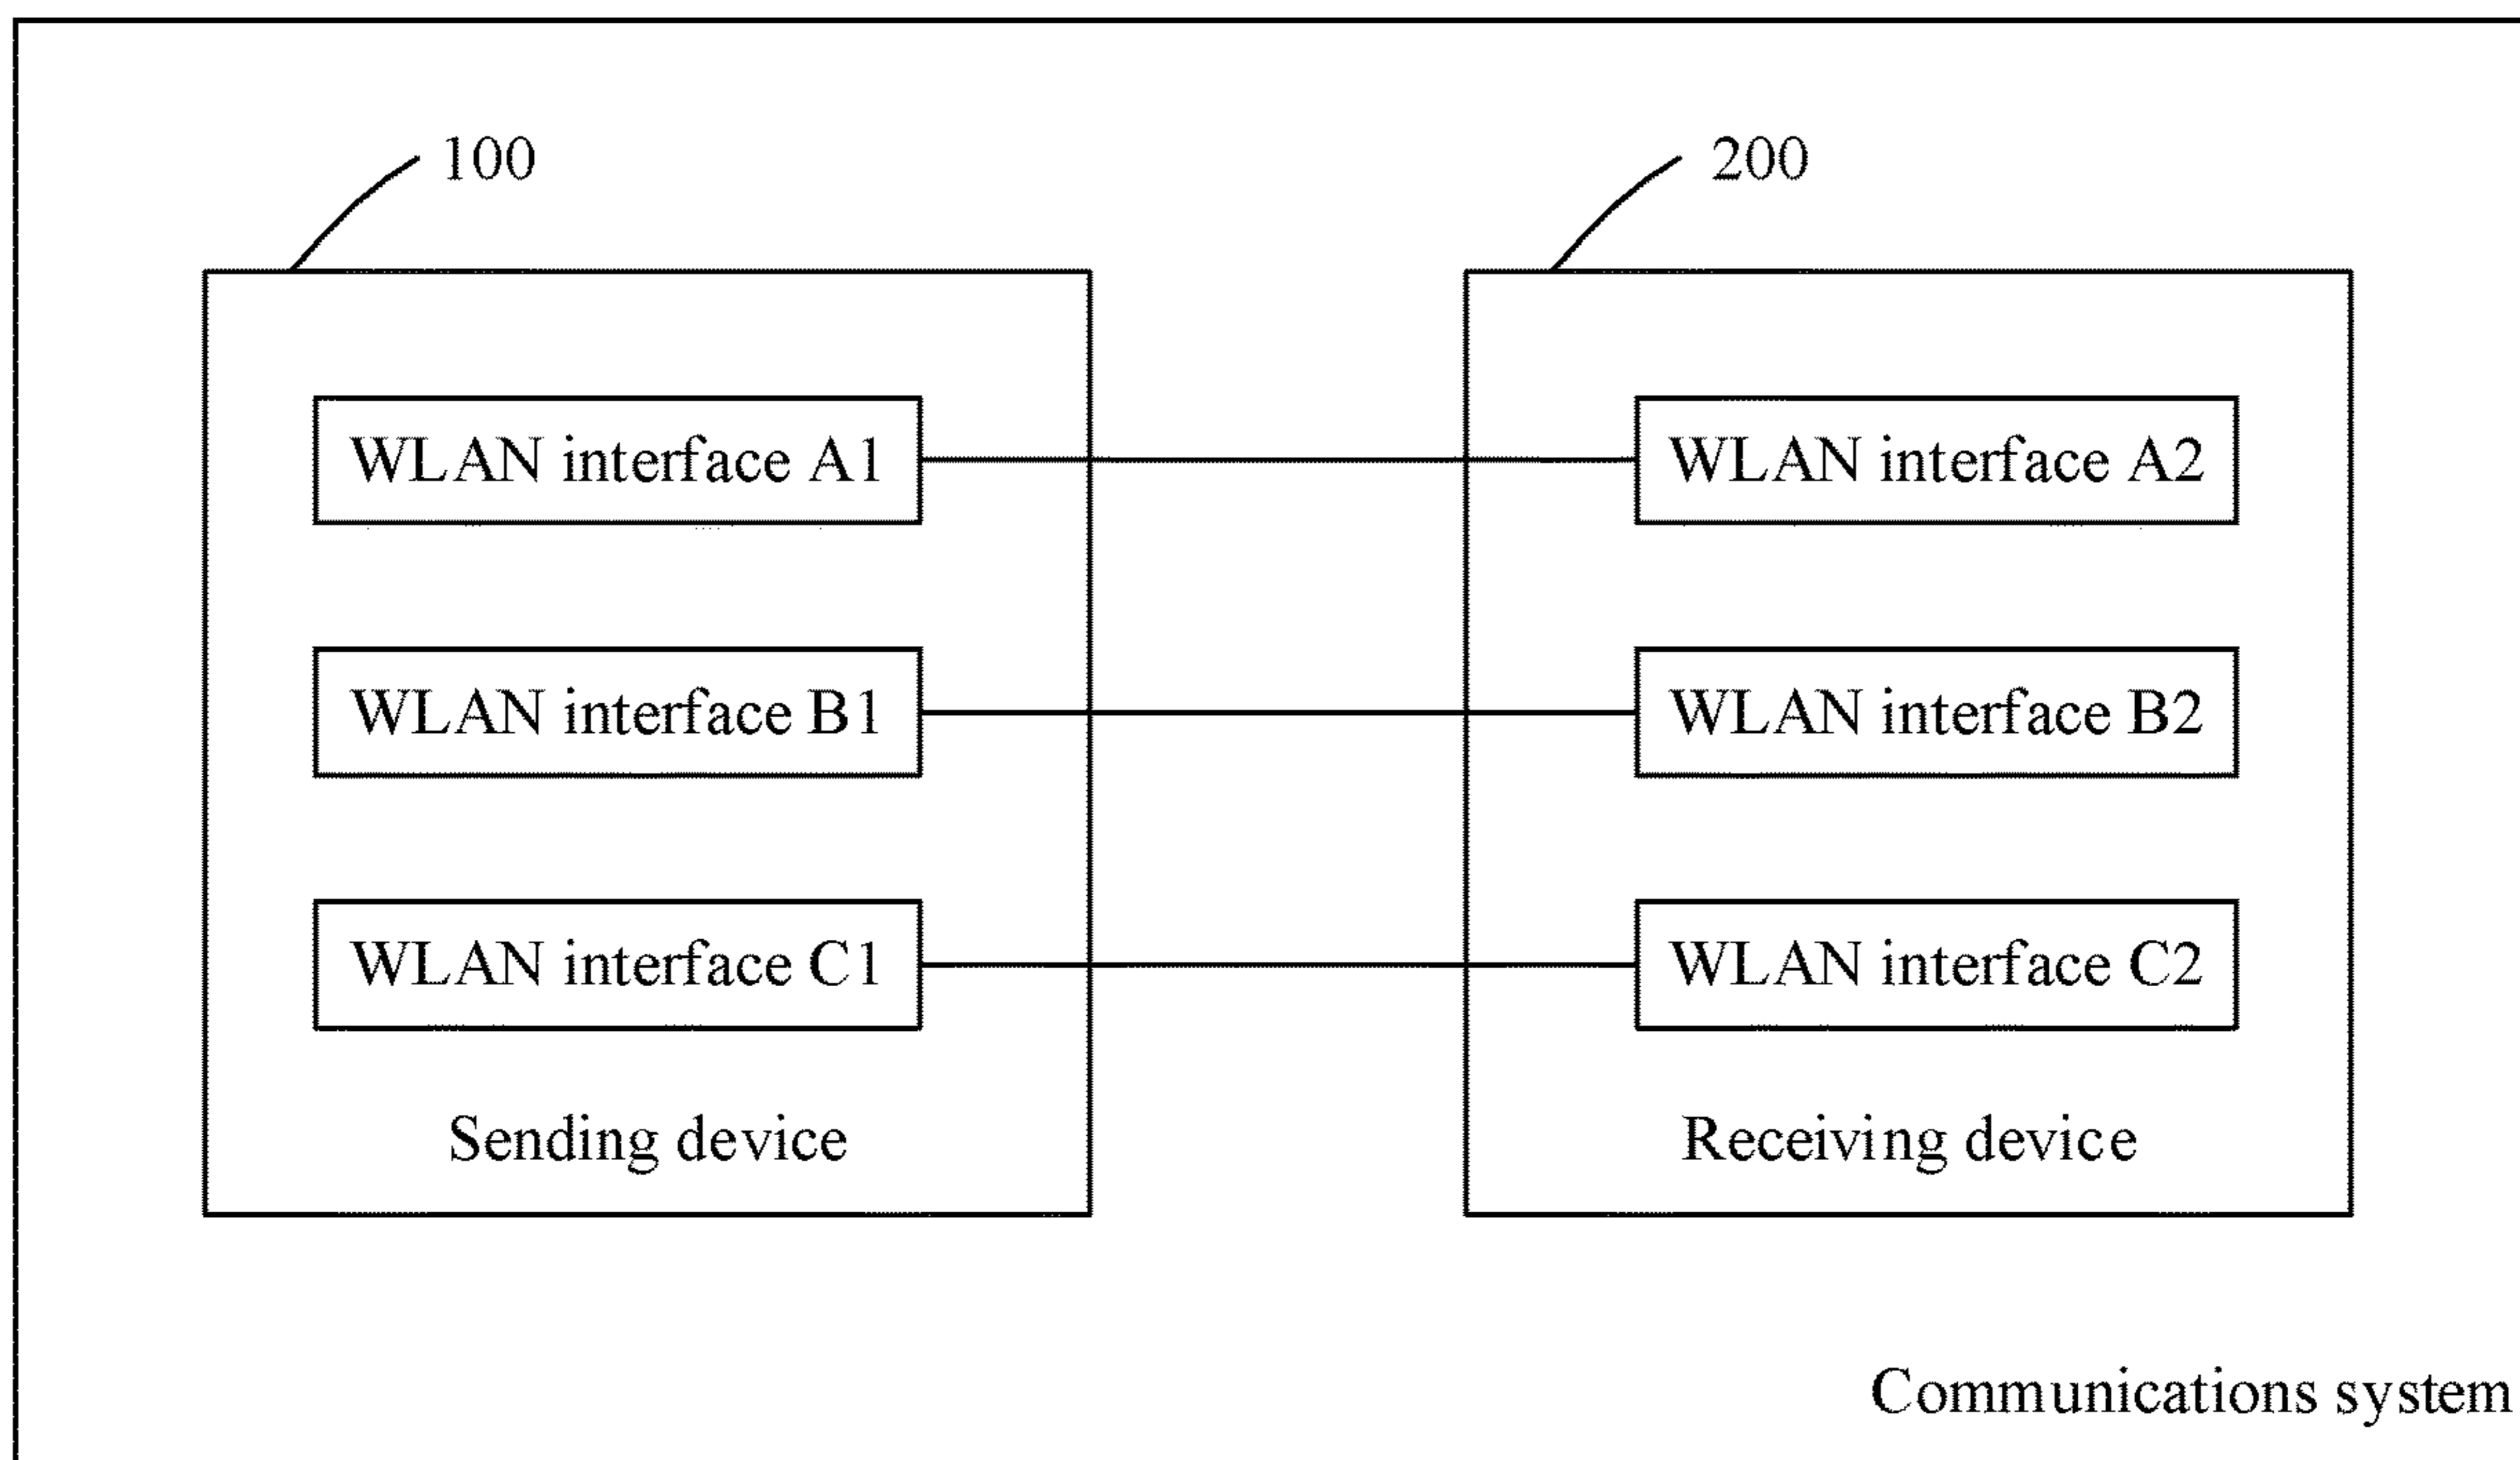 100
200
WLAN interface A1
WLAN interface A2
WLAN interface B1
WLAN interface B2
WLAN interface C1
WLAN interface C2
Sending device
Receiving device
Communications system